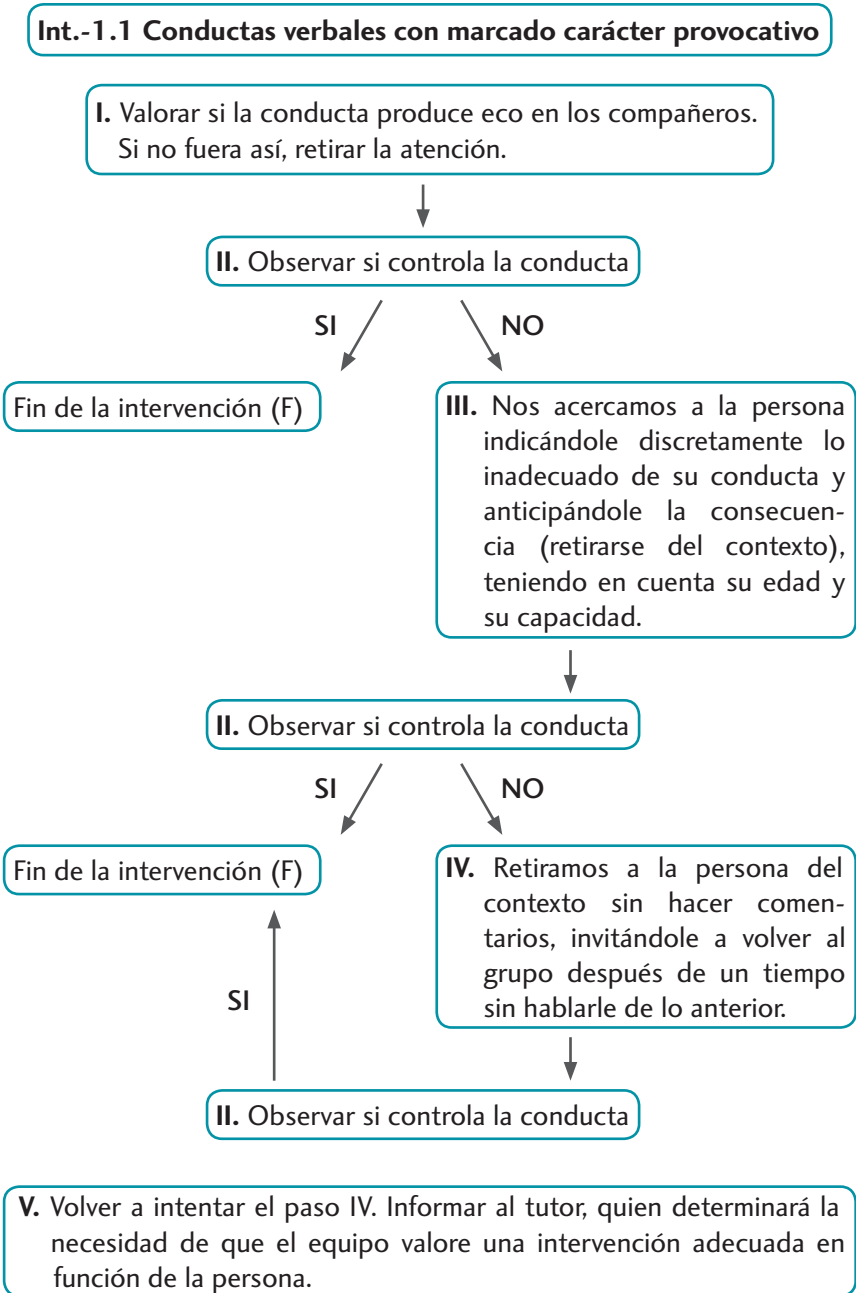 Int.-1.1 Conductas verbales con marcado carácter provocativo
I. Valorar si la conducta produce eco en los compañeros.
Si no fuera así, retirar la atención.
II. Observar si controla la conducta
SI
NO
Fin de la intervención (F)
III. Nos acercamos a la persona
indicándole discretamente lo
inadecuado de su conducta y
anticipándole la consecuen-
cia (retirarse del contexto),
teniendo en cuenta su edad y
su capacidad.
II. Observar si controla la conducta
SI
NO
Fin de la intervención (F)
IV. Retiramos a la persona del
contexto sin hacer comen-
tarios, invitándole a volver al
grupo después de un tiempo
sin hablarle de lo anterior.
SI
II. Observar si controla la conducta
V. Volver a intentar el paso IV. Informar al tutor, quien determinará la
necesidad de que el equipo valore una intervención adecuada en
función de la persona.